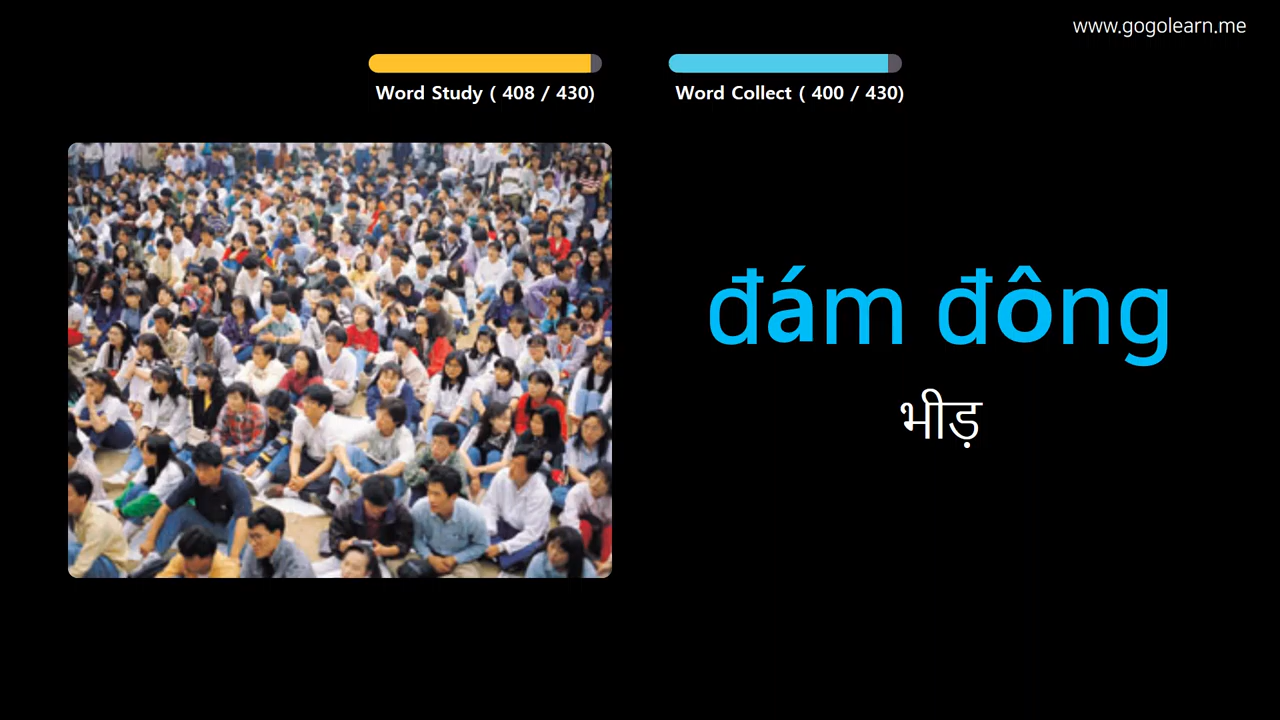 www.gogolearn.me
Word Study ( 408 / 430)
Word Collect ( 400 / 430)
đám đông
भीड़